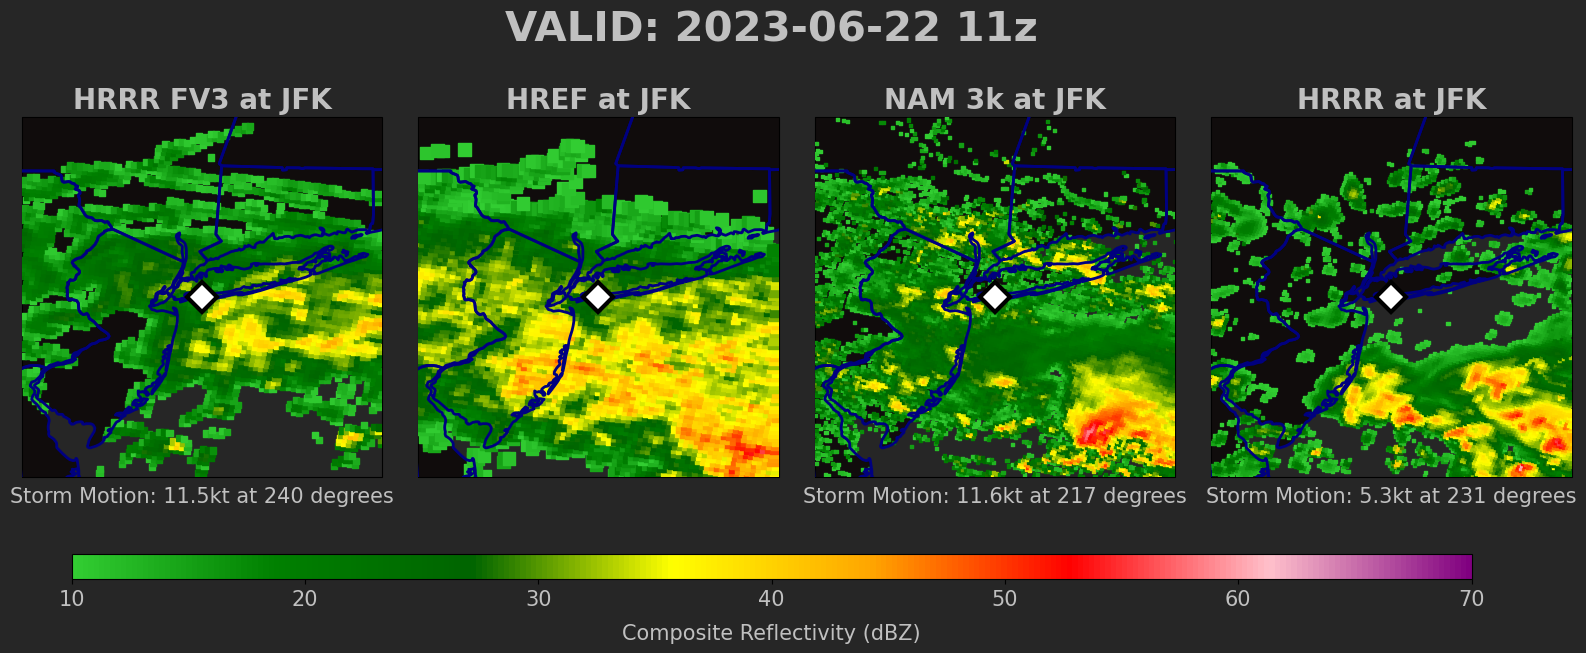 VALID: 2023-06-22 11z
HRRR FV3 at JFK
HREF at JFK
NAM 3k at JFK
HRRR at JFK
Storm Motion: 11.5kt at 240 degrees
Storm Motion: 11.6kt at 217 degrees
Storm Motion: 5.3kt at 231 degrees
10 20 30 40 50 60 70
Composite Reflectivity (dBZ)